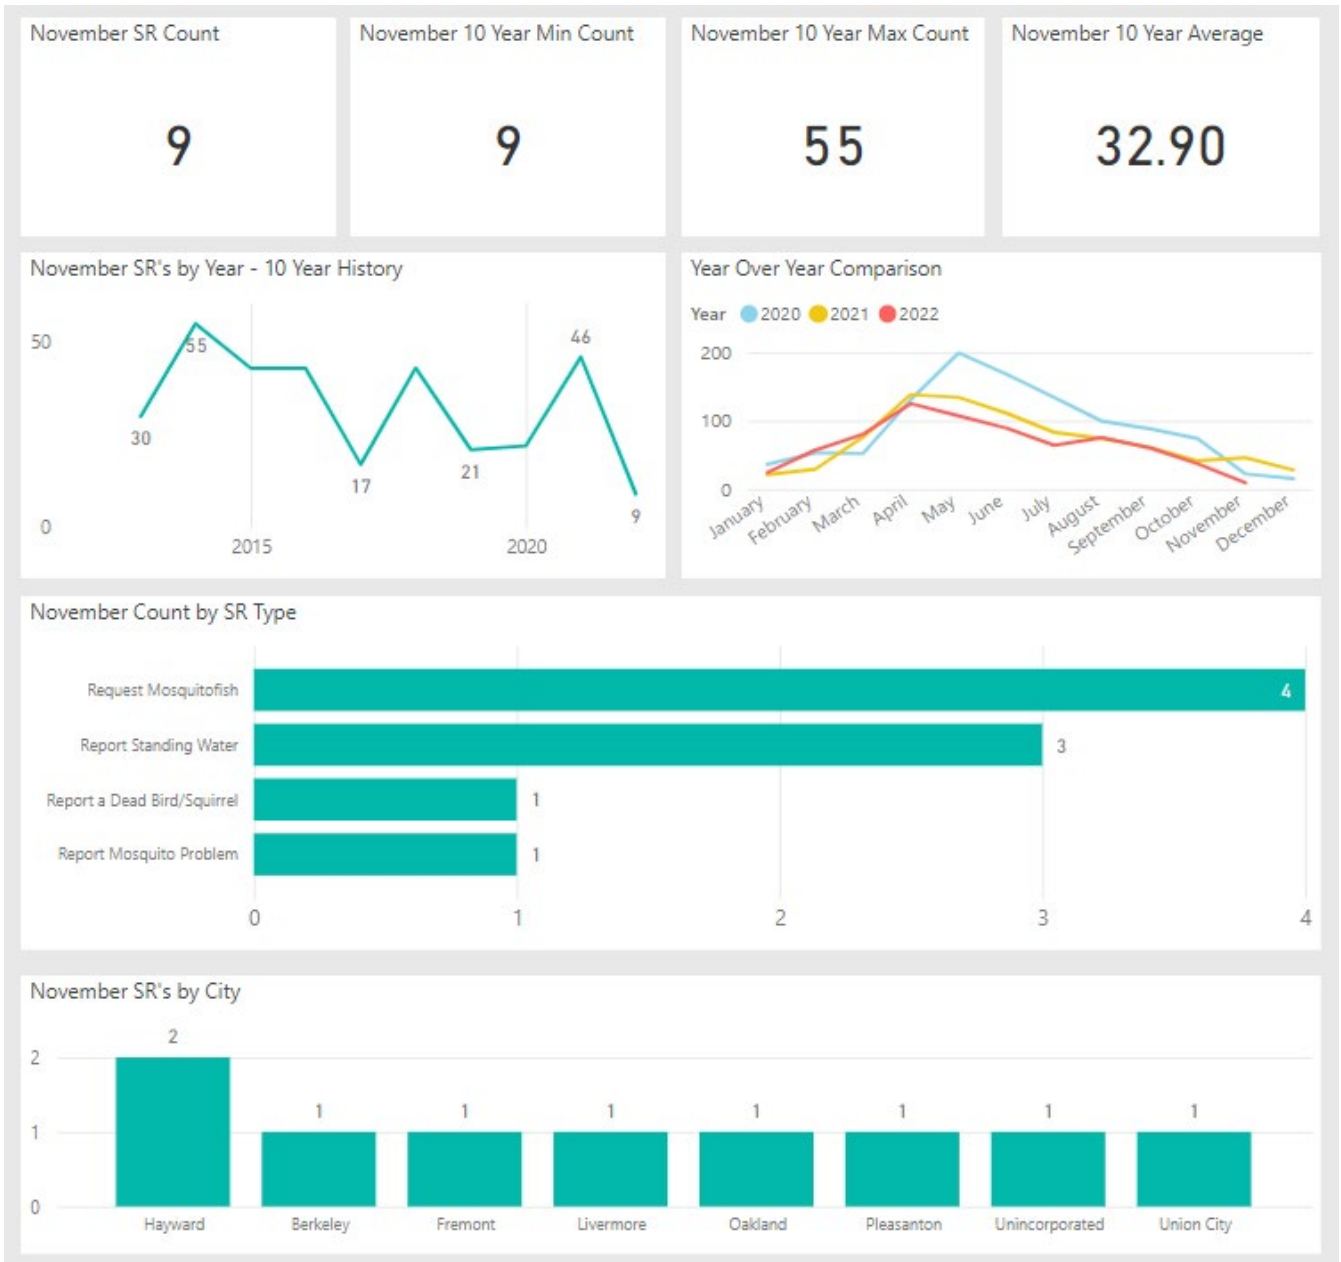 November SR Count
9
November 10 Year Min Count
9
November 10 Year Max Count
55
November 10 Year Average
32.90
November SR's by Year - 10 Year History
50
0
30
55
17
21
46
9
2015
2020
Year Over Year Comparison
Year 2020 2021 2022
200
100
0
January
February
March
April
May
June
July
August
September
October
November
December
November Count by SR Type
Request Mosquitofish 4
Report Standing Water 3
Report a Dead Bird/Squirrel 1
Report Mosquito Problem 1
0 1 2 3 4
November SR's by City
2
1
0
2 1 1 1 1 1 1 1
Hayward Berkeley Fremont Livermore Oakland Pleasanton Unincorporated Union City